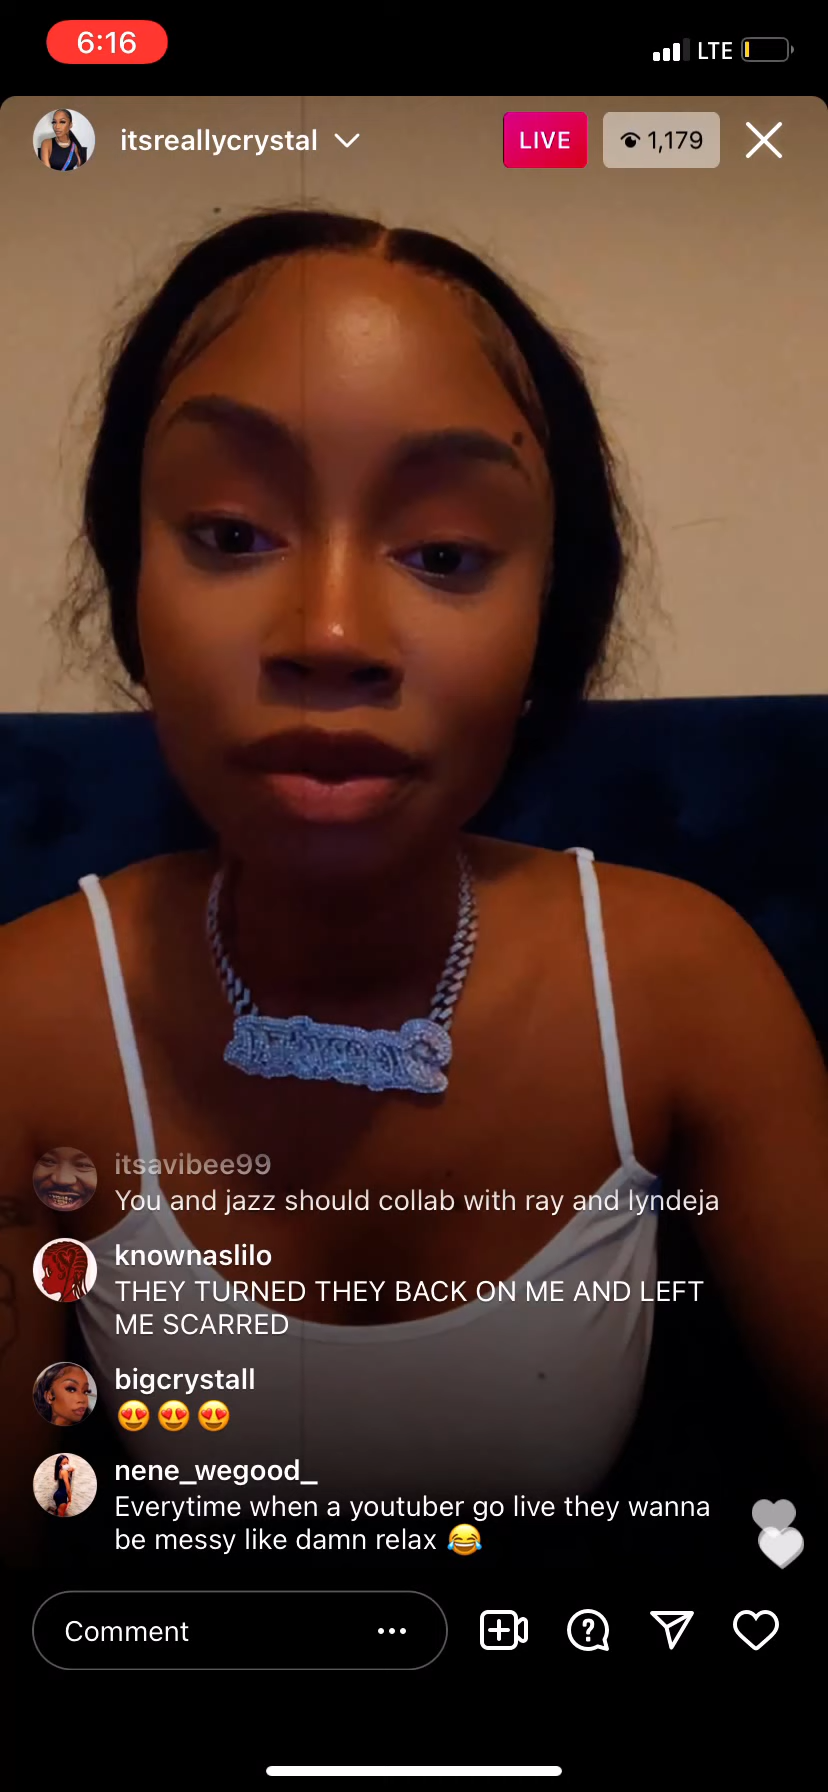 6:16
LTE
itsreallycrystal
LIVE
1,179
itsavibee99
You and jazz should collab with ray and lyndeja
knownaslilo
THEY TURNED THEY BACK ON ME AND LEFT
ME SCARRED
bigcrystall
😍😍😍
nene_wegood_
Everytime when a youtuber go live they wanna
be messy like damn relax 😂
Comment